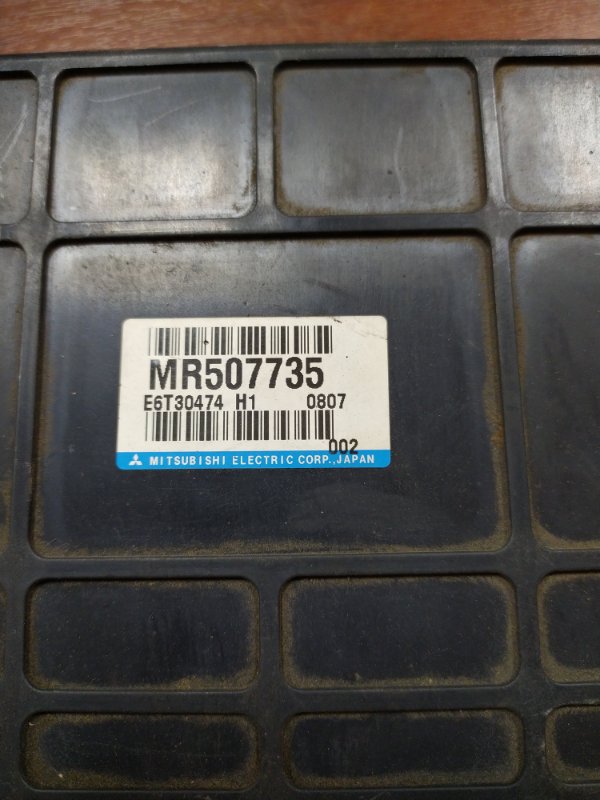 MR507735
E6T30474 H1 0807
002
MITSUBISHI ELECTRIC CORP.,JAPAN